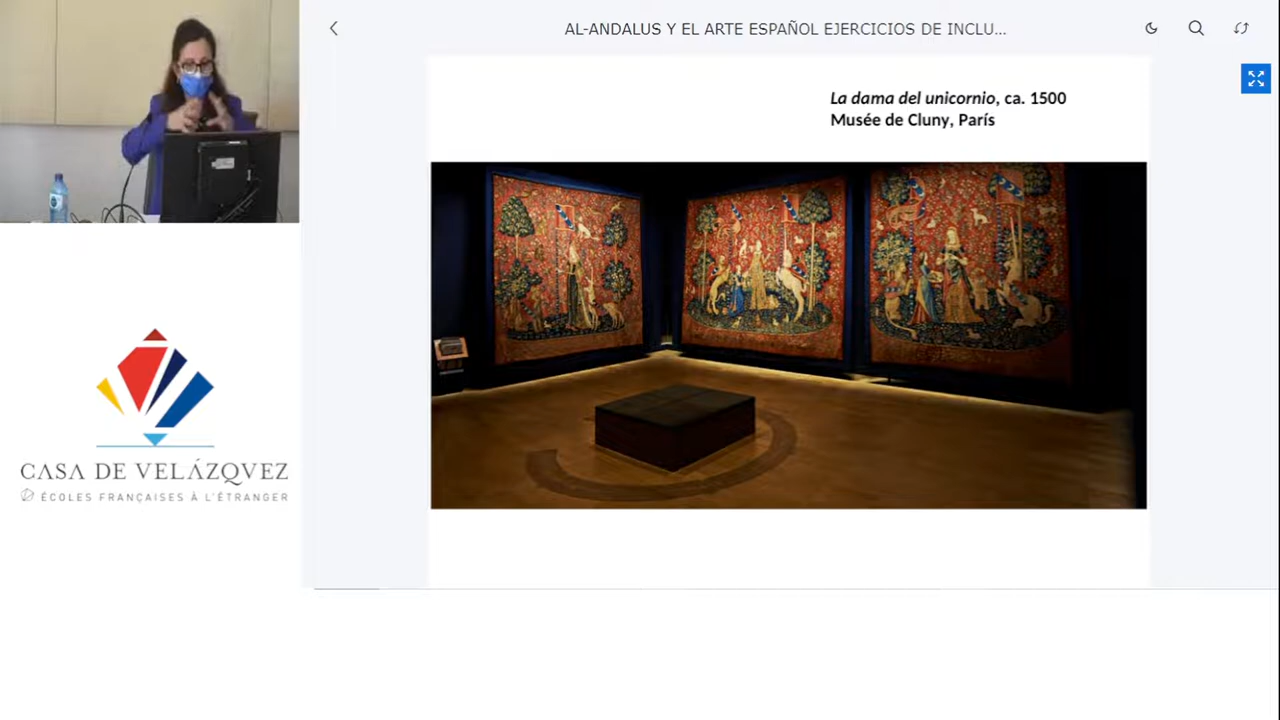 AL-ANDALUS Y EL ARTE ESPAÑOL EJERCICIOS DE INCLU...
La dama del unicornio, ca. 1500
Musée de Cluny, París
CASA DE VELÁZQVEZ
ÉCOLES FRANÇAISES À L'ÉTRANGER